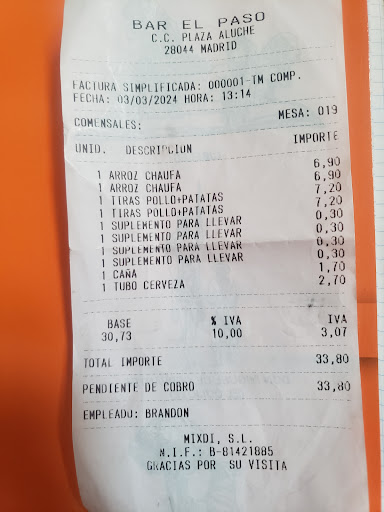 BAR EL PASO
C.C. PLAZA ALUCHE
28044 MADRID
FACTURA SIMPLIFICADA: 000001-TM COMP.
FECHA: 03/03/2024 HORA: 13:14
MESA: 019
COMENSALES:
UNID. DESCRIPCION IMPORTE
1 ARROZ CHAUFA 6,90
1 ARROZ CHAUFA 6,90
1 TIRAS POLLO+PATATAS 7,20
1 TIRAS POLLO+PATATAS 7,20
1 SUPLEMENTO PARA LLEVAR 0,30
1 SUPLEMENTO PARA LLEVAR 0,30
1 SUPLEMENTO PARA LLEVAR 0,30
1 SUPLEMENTO PARA LLEVAR 0,30
1 CAÑA 1,70
1 TUBO CERVEZA 2,70
BASE % IVA IVA
30,73 10,00 3,07
TOTAL IMPORTE 33,80
PENDIENTE DE COBRO 33,80
EMPLEADO: BRANDON
MIXDI, S.L.
N.I.F.: B-81421885
GRACIAS POR SU VISITA